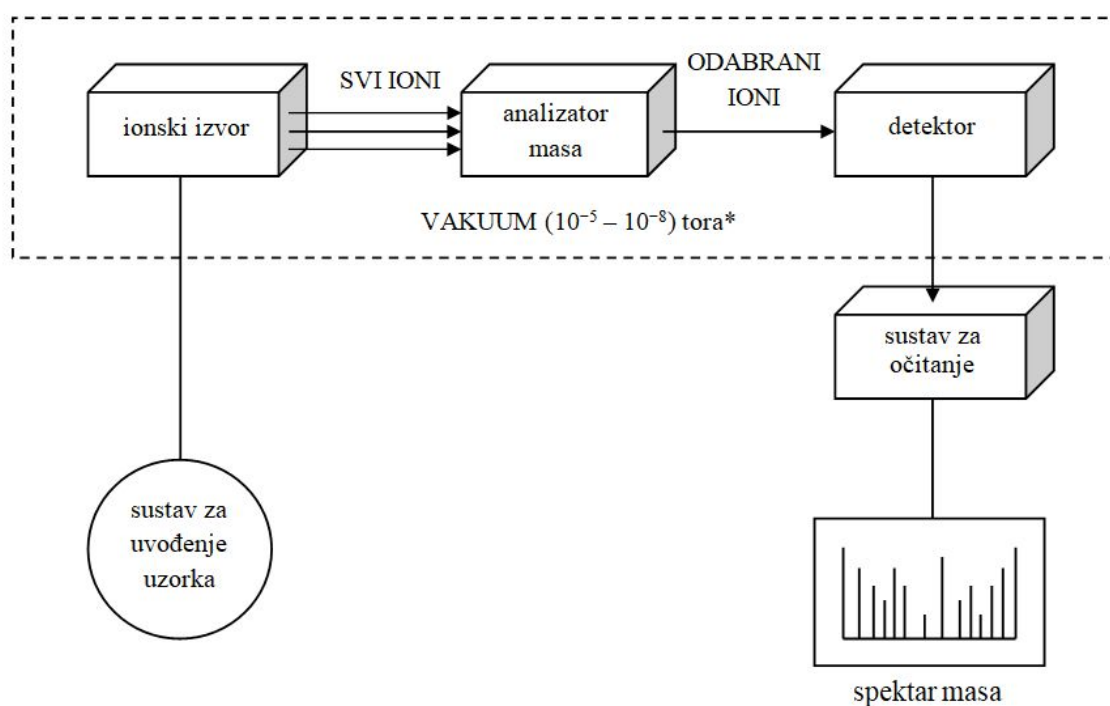 SVI IONI
ODABRANI
IONI
ionski izvor
analizator
masa
detektor
VAKUUM (10⁻⁵ – 10⁻⁸) tora*
sustav za
očitanje
sustav za
uvođenje
uzorka
spektar masa